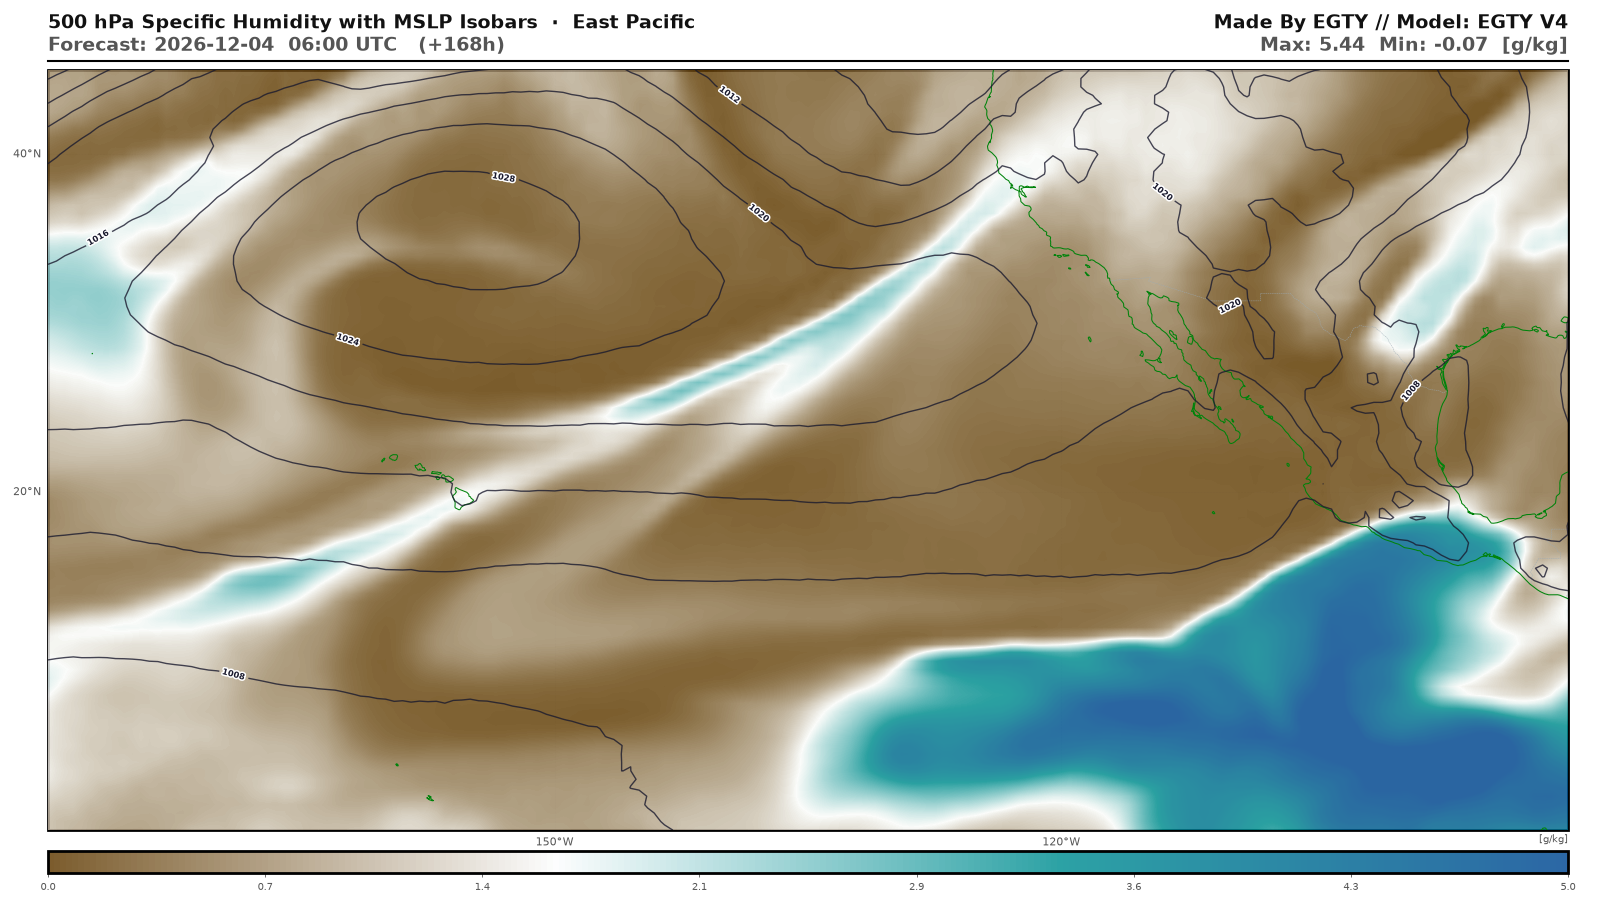 500 hPa Specific Humidity with MSLP Isobars · East Pacific
Made By EGTY // Model: EGTY V4
Forecast: 2026-12-04 06:00 UTC (+168h)
Max: 5.44 Min: -0.07 [g/kg]
1012
40°N
1028
1020
1020
1016
1020
1024
1008
20°N
1008
150°W
120°W
[g/kg]
0.0
0.7
1.4
2.1
2.9
3.6
4.3
5.0